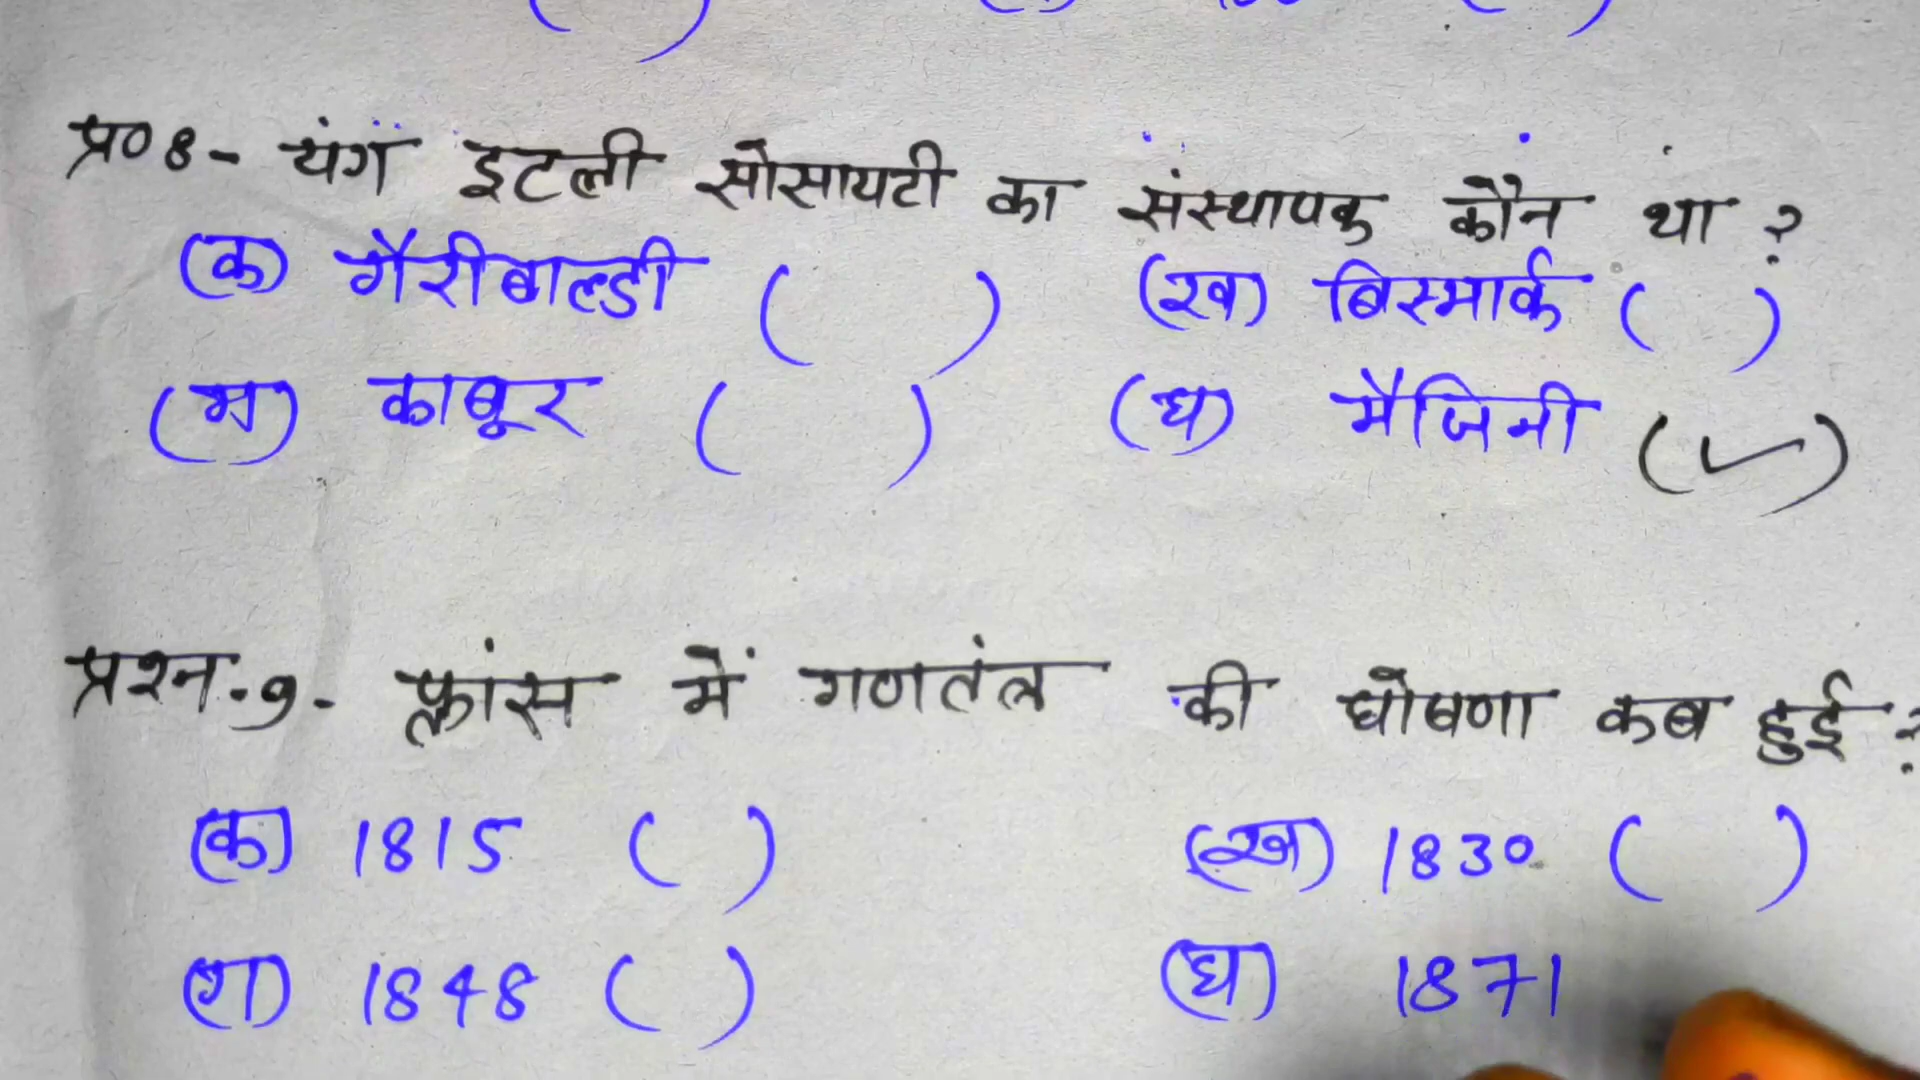 प्र०8- यंग इटली सोसायटी का संस्थापक कौन था ?
(क) गैरीबाल्डी ( ) (ख) बिस्मार्क ( )
(ग) काबूर ( ) (घ) मैजिनी (✓)
प्रश्न.9. फ्रांस में गणतंत्र की घोषणा कब हुई ?
(क) 1815 ( ) (ख) 1830 ( )
(ग) 1848 ( ) (घ) 1871